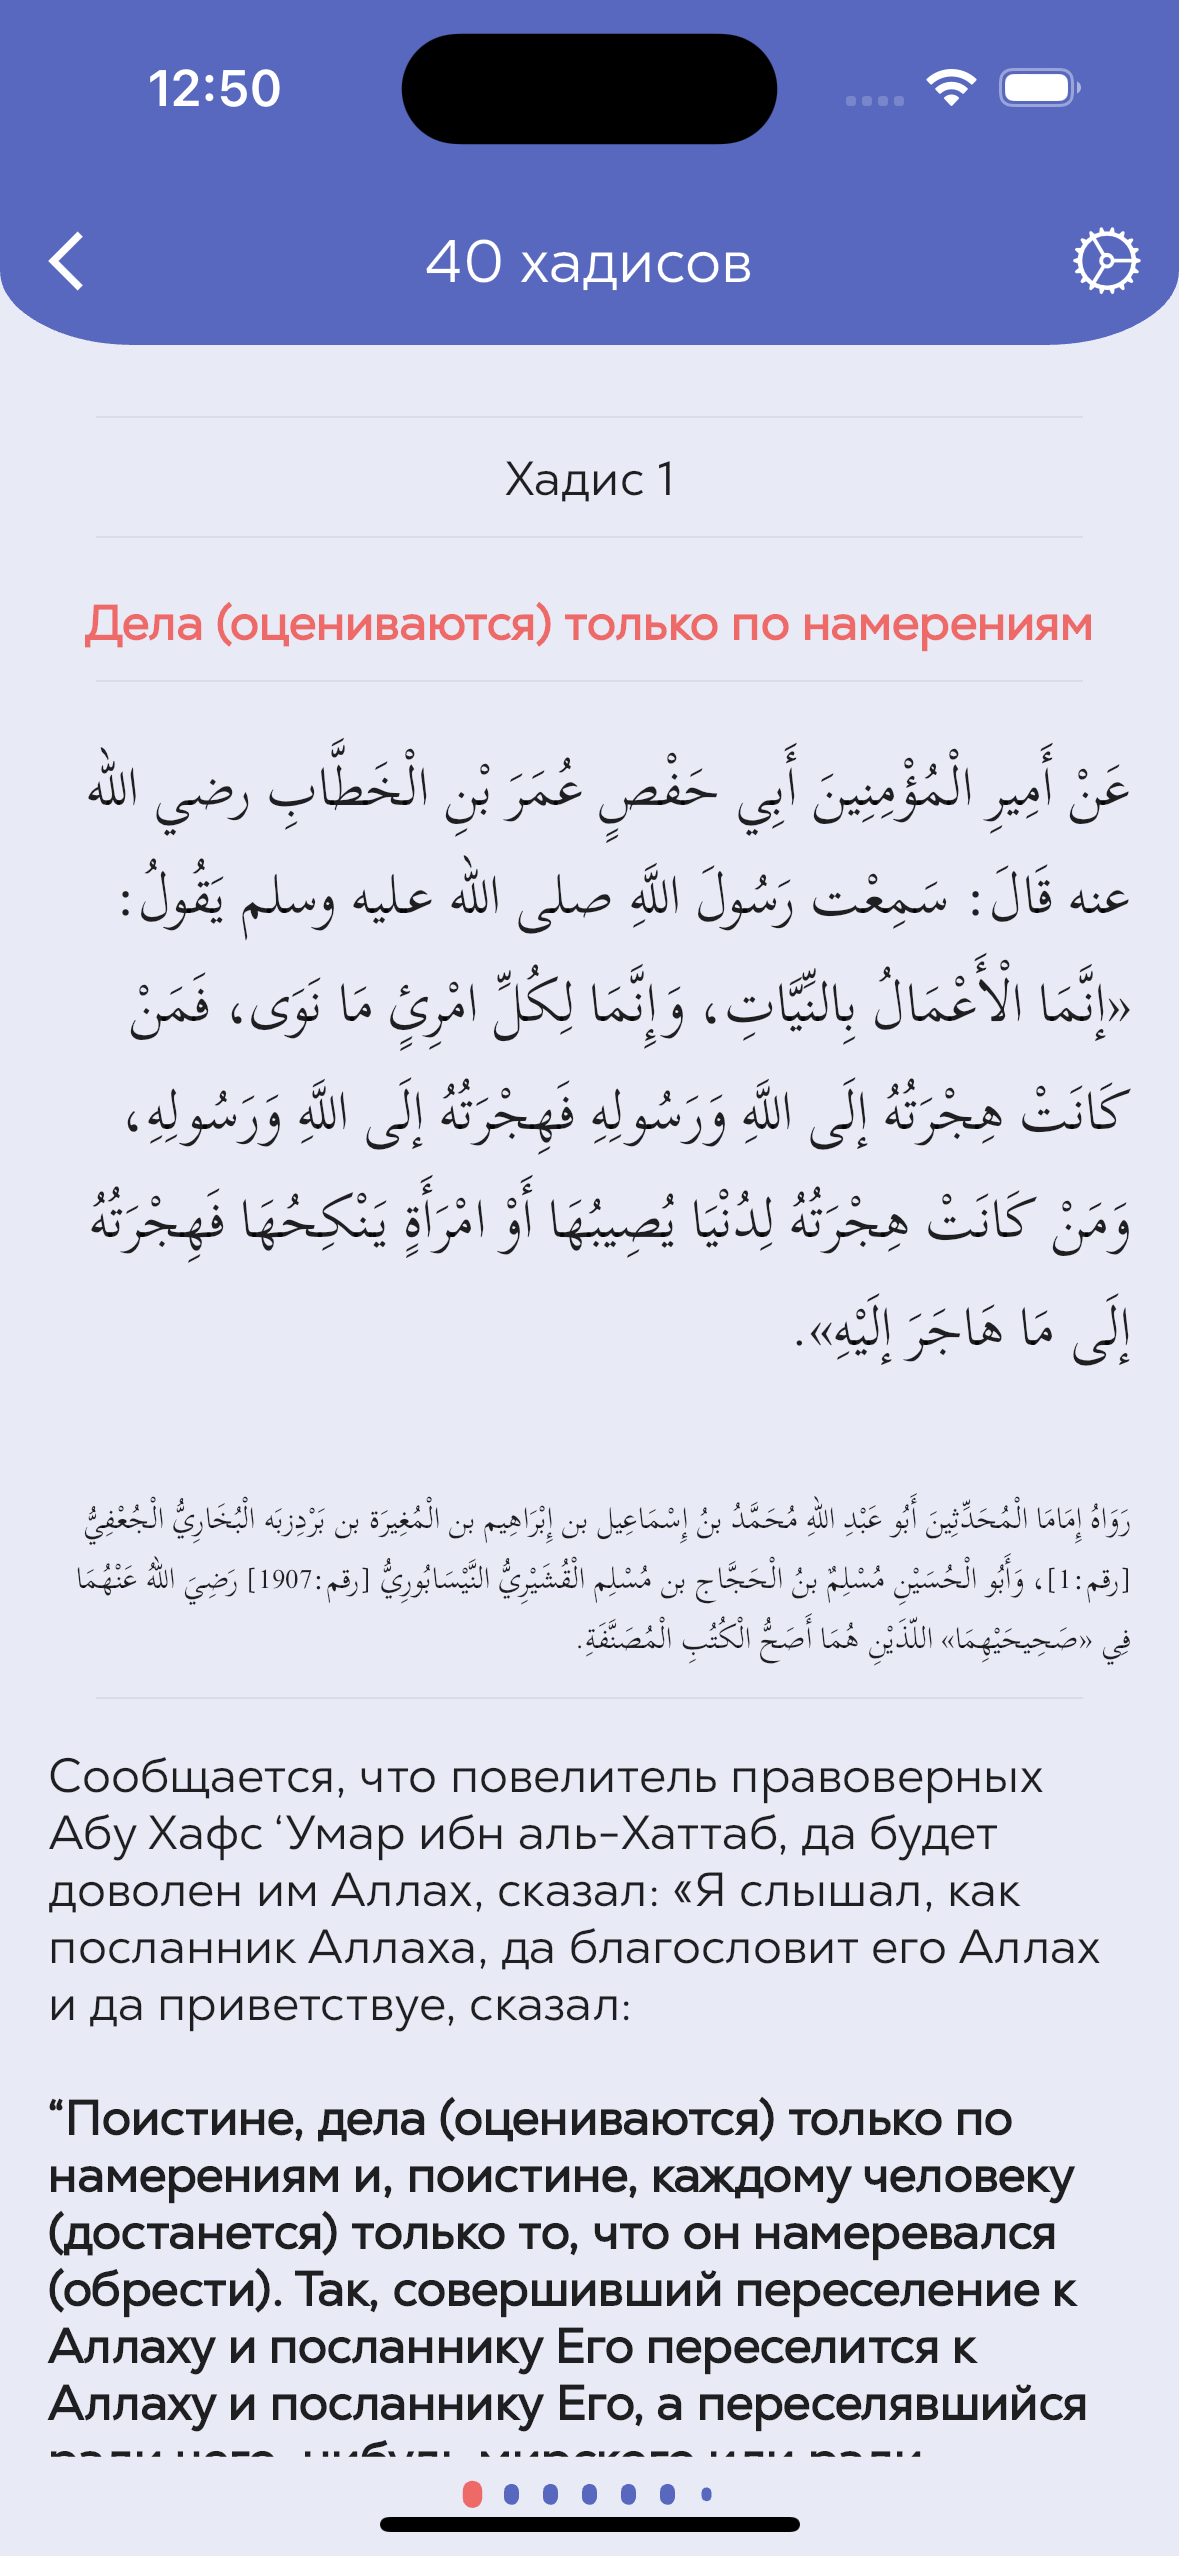 12:50
40 хадисов
Хадис 1
Дела (оцениваются) только по намерениям
عَنْ أَمِيرِ الْمُؤْمِنِينَ أَبِي حَفْصٍ عُمَرَ بْنِ الْخَطَّابِ رضي الله
عنه قَالَ: سَمِعْت رَسُولَ اللَّهِ صلى الله عليه وسلم يَقُولُ:
«إنَّمَا الْأَعْمَالُ بِالنِّيَّاتِ، وَإِنَّمَا لِكُلِّ امْرِئٍ مَا نَوَى، فَمَنْ
كَانَتْ هِجْرَتُهُ إلَى اللَّهِ وَرَسُولِهِ فَهِجْرَتُهُ إلَى اللَّهِ وَرَسُولِهِ،
وَمَنْ كَانَتْ هِجْرَتُهُ لِدُنْيَا يُصِيبُهَا أَوْ امْرَأَةٍ يَنْكِحُهَا فَهِجْرَتُهُ
إلَى مَا هَاجَرَ إلَيْهِ».
رَوَاهُ إِمَامَا الْمُحَدِّثِينَ أَبُو عَبْدِ اللهِ مُحَمَّدُ بنُ إِسْمَاعِيل بن إِبْرَاهِيم بن الْمُغِيرَة بن بَرْدِزبَه الْبُخَارِيُّ الْجُعْفِيُّ
[رقم:1]، وَأَبُو الْحُسَيْنِ مُسْلِمٌ بنُ الْحَجَّاج بن مُسْلِم الْقُشَيْرِيُّ النَّيْسَابُورِيُّ [رقم:1907] رَضِيَ اللهُ عَنْهُمَا
فِي «صَحِيحَيْهِمَا» اللذَيْنِ هُمَا أَصَحُّ الْكُتُبِ الْمُصَنَّفَةِ.
Сообщается, что повелитель правоверных
Абу Хафс ‘Умар ибн аль-Хаттаб, да будет
доволен им Аллах, сказал: «Я слышал, как
посланник Аллаха, да благословит его Аллах
и да приветствуе, сказал:
“Поистине, дела (оцениваются) только по
намерениям и, поистине, каждому человеку
(достанется) только то, что он намеревался
(обрести). Так, совершивший переселение к
Аллаху и посланнику Его переселится к
Аллаху и посланнику Его, а переселявшийся